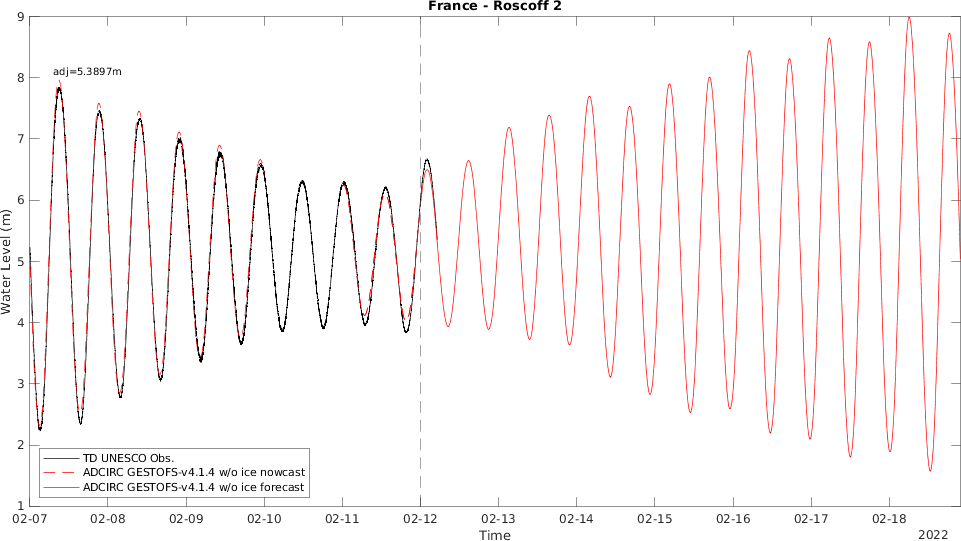 France - Roscoff 2
adj=5.3897m
Water Level (m)
9
8
7
6
5
4
3
2
1
TD UNESCO Obs.
ADCIRC GESTOFS-v4.1.4 w/o ice nowcast
ADCIRC GESTOFS-v4.1.4 w/o ice forecast
02-07 02-08 02-09 02-10 02-11 02-12 02-13 02-14 02-15 02-16 02-17 02-18
Time
2022